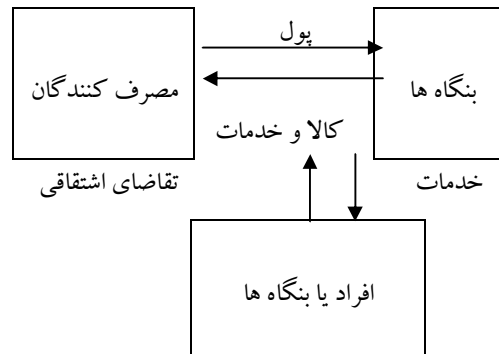 پول
مصرف کنندگان
بنگاه ها
کالا و خدمات
تقاضای اشتقاقی
خدمات
افراد یا بنگاه ها